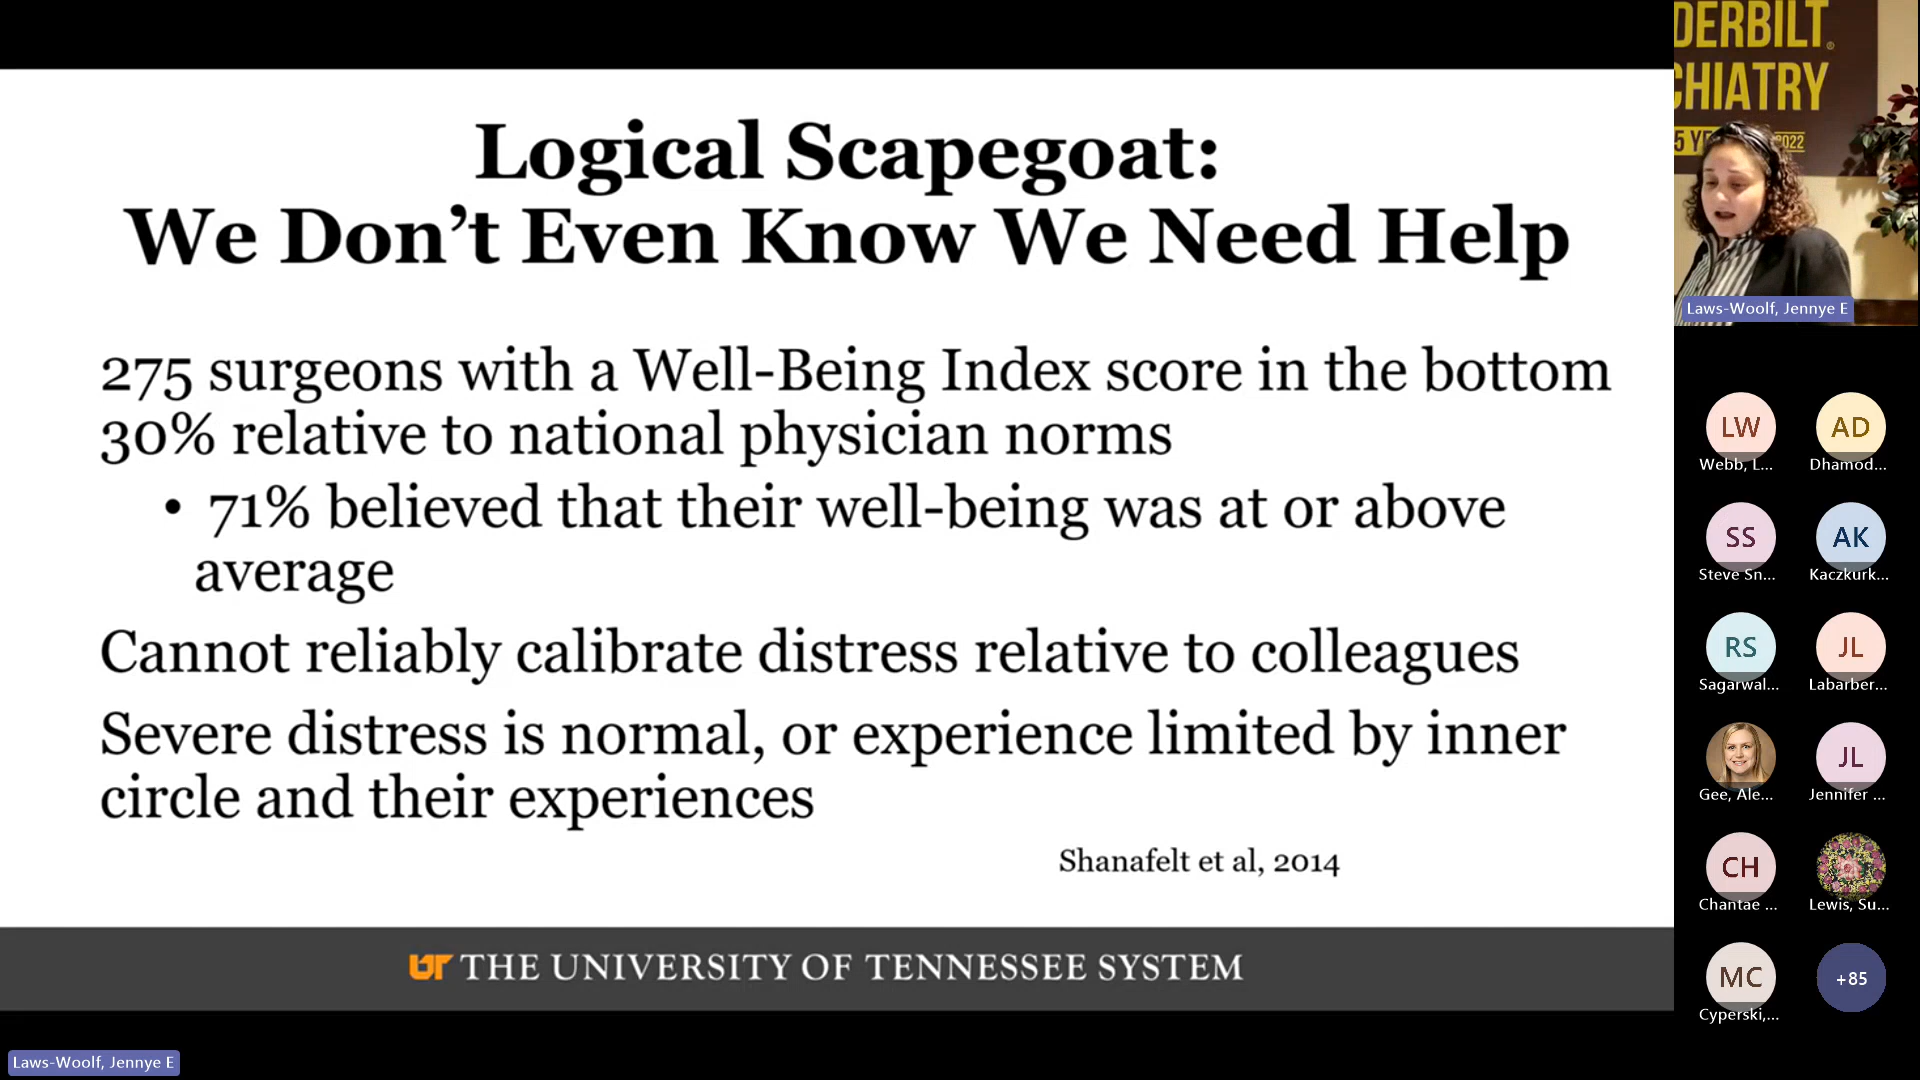 Logical Scapegoat:
We Don’t Even Know We Need Help
275 surgeons with a Well-Being Index score in the bottom
30% relative to national physician norms
• 71% believed that their well-being was at or above
average
Cannot reliably calibrate distress relative to colleagues
Severe distress is normal, or experience limited by inner
circle and their experiences
Shanafelt et al, 2014
UT THE UNIVERSITY OF TENNESSEE SYSTEM
Laws-Woolf, Jennye E
DERBILT®
CHIATRY
5 YE
2022
Laws-Woolf, Jennye E
LW
AD
Webb, L...
Dhamod...
SS
AK
Steve Sn...
Kaczkurk...
RS
JL
Sagarwal...
Labarber...
JL
Gee, Ale...
Jennifer ...
CH
Chantae ...
Lewis, Su...
MC
+85
Cyperski,...